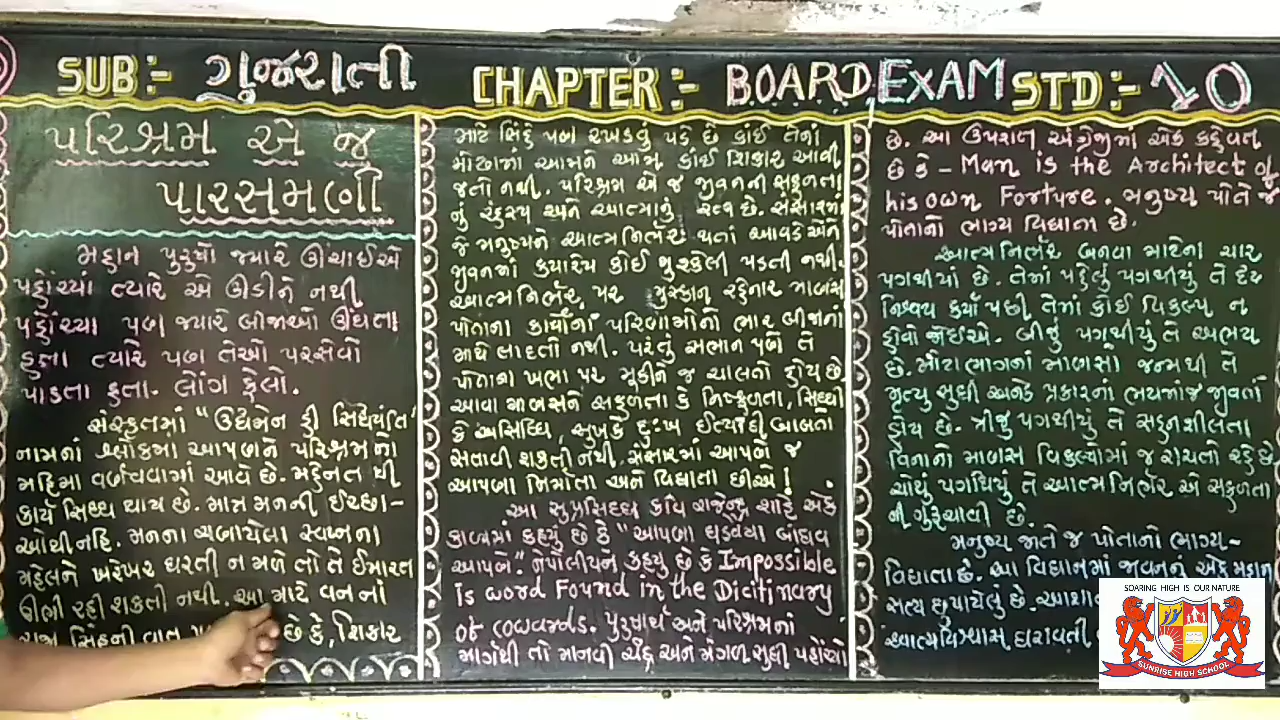 SUB:- ગુજરાતી CHAPTER:- BOARD EXAM STD:- 10
પરિશ્રમ એ જ
પારસમણી
મહાન પુરુષો જ્યારે ઊંચાઈએ
પહોંચ્યાં ત્યારે એ ઊડીને નથી
પહોંચ્યા પણ જ્યારે બીજાઓ ઊંઘતા
હતા ત્યારે પણ તેઓ પરસેવો
પાડતા હતા. લોંગ ફેલો.
સંસ્કૃતમાં "ઉદ્યમેન હી સિધ્ધયંતિ"
નામનાં શ્લોકમાં આપણને પરિશ્રમનો
મહિમા વર્ણવવામાં આવે છે. મહેનત થી
કાર્ય સિધ્ધ થાય છે. માત્ર મનની ઈચ્છા-
ઓથી નહિ. મનના સ્વપ્નના
મહેલને ખરેખર ધરતી ન મળે તો તે ઈમારત
ઊભી રહી શકતી નથી. આ માટે વન નાં
રાજા સિંહની વાત છે કે, શિકાર
માટે સિંહે પણ રખડવું પડે છે કાંઈ તેનાં
મોઢામાં આમને આમ કાંઈ શિકાર આવી
જતો નથી. પરિશ્રમ એ જ જીવનની સફળતા
નું રહસ્ય અને આત્માનું સત્વ છે. સંસારમાં
જે મનુષ્યને આત્મનિર્ભર થતાં આવડે એને
જીવનમાં ક્યારેય કોઈ મુશ્કેલી પડતી નથી.
આત્મનિર્ભર, પર મુસ્કાન રહેનાર માણસ
પોતાના કાર્યોનાં પરિણામોનો ભાર બીજાનાં
માથે લાદતો નથી. પરંતુ સભાન પણે તે
પોતાના ખભા પર મૂકીને જ ચાલતો હોય છે
આવા માણસને સફળતા કે નિષ્ફળતા, સિધ્ધિ
કે અસિધ્ધિ, સુખ કે દુઃખ ઈત્યાદી બાબતો
સતાવી શકતી નથી. સંસારમાં આપણે જ
આપણા નિર્માતા અને વિધાતા છીએ!
આ સુપ્રસિધ્ધ કવિ રાજેન્દ્ર શાહે એક
કાવ્યમાં કહ્યું છે કે "આપણા ઘડવૈયા બાંધવ
આપણે." નેપોલીયને કહ્યુ છે કે Impossible
is word Found in the Dicitinvary
of cowards. પુરુષાર્થ અને પરિશ્રમનાં
માર્ગથી તો માનવી ચંદ્ર અને મંગળ સુધી પહોંચ્યો
છે. આ ઉપરાંત અંગ્રેજીમાં એક કહેવત
છે કે - Man is the Architect of
his own Forture. મનુષ્ય પોતે જ
પોતાનો ભાગ્ય વિધાતા છે.
આત્મનિર્ભર બનવા માટેના ચાર
પગથીયાં છે. તેમાં પહેલું પગથીયું તે દૃઢ
નિશ્ચય કર્યા પછી તેમાં કોઈ વિકલ્પ ન
હોવો જોઈએ. બીજું પગથીયું તે અભય
છે. મોટા ભાગનાં માણસો જન્મથી તે
મૃત્યુ સુધી અનેક પ્રકારનાં ભયમાં જ જીવતાં
હોય છે. ત્રીજુ પગથીયું તે સહનશીલતા
વિનાનો માણસ વિકલ્પોમાં જ રાચતો રહે છે
ચોથું પગથિયું તે આત્મનિર્ભર એ સફળતા
ની ગુરૂચાવી છે.
મનુષ્ય જાતે જ પોતાનો ભાગ્ય-
વિધાતા છે. આ વિધાનમાં જીવનનું એક મહાન
સત્ય છુપાયેલુ છે. આશા
આત્મવિશ્વાસ ધરાવતી
SOARING HIGH IS OUR NATURE
SUNRISE HIGH SCHOOL